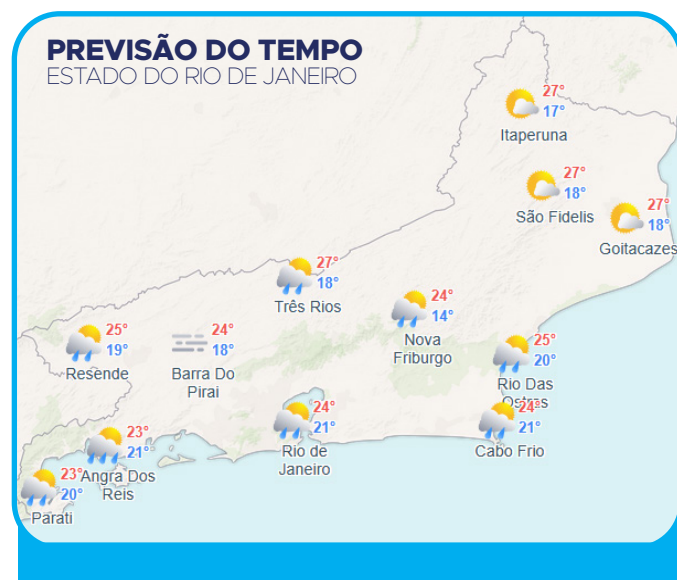 PREVISÃO DO TEMPO
ESTADO DO RIO DE JANEIRO
27°
17°
Itaperuna
27°
18°
São Fidelis
27°
18°
Goitacazes
27°
18°
Três Rios
24°
14°
Nova
Friburgo
25°
19°
Resende
24°
18°
Barra Do
Pirai
25°
20°
Rio Das
Ostras
24°
21°
Rio de
Janeiro
24°
21°
Cabo Frio
23°
21°
Angra Dos
Reis
23°
20°
Parati